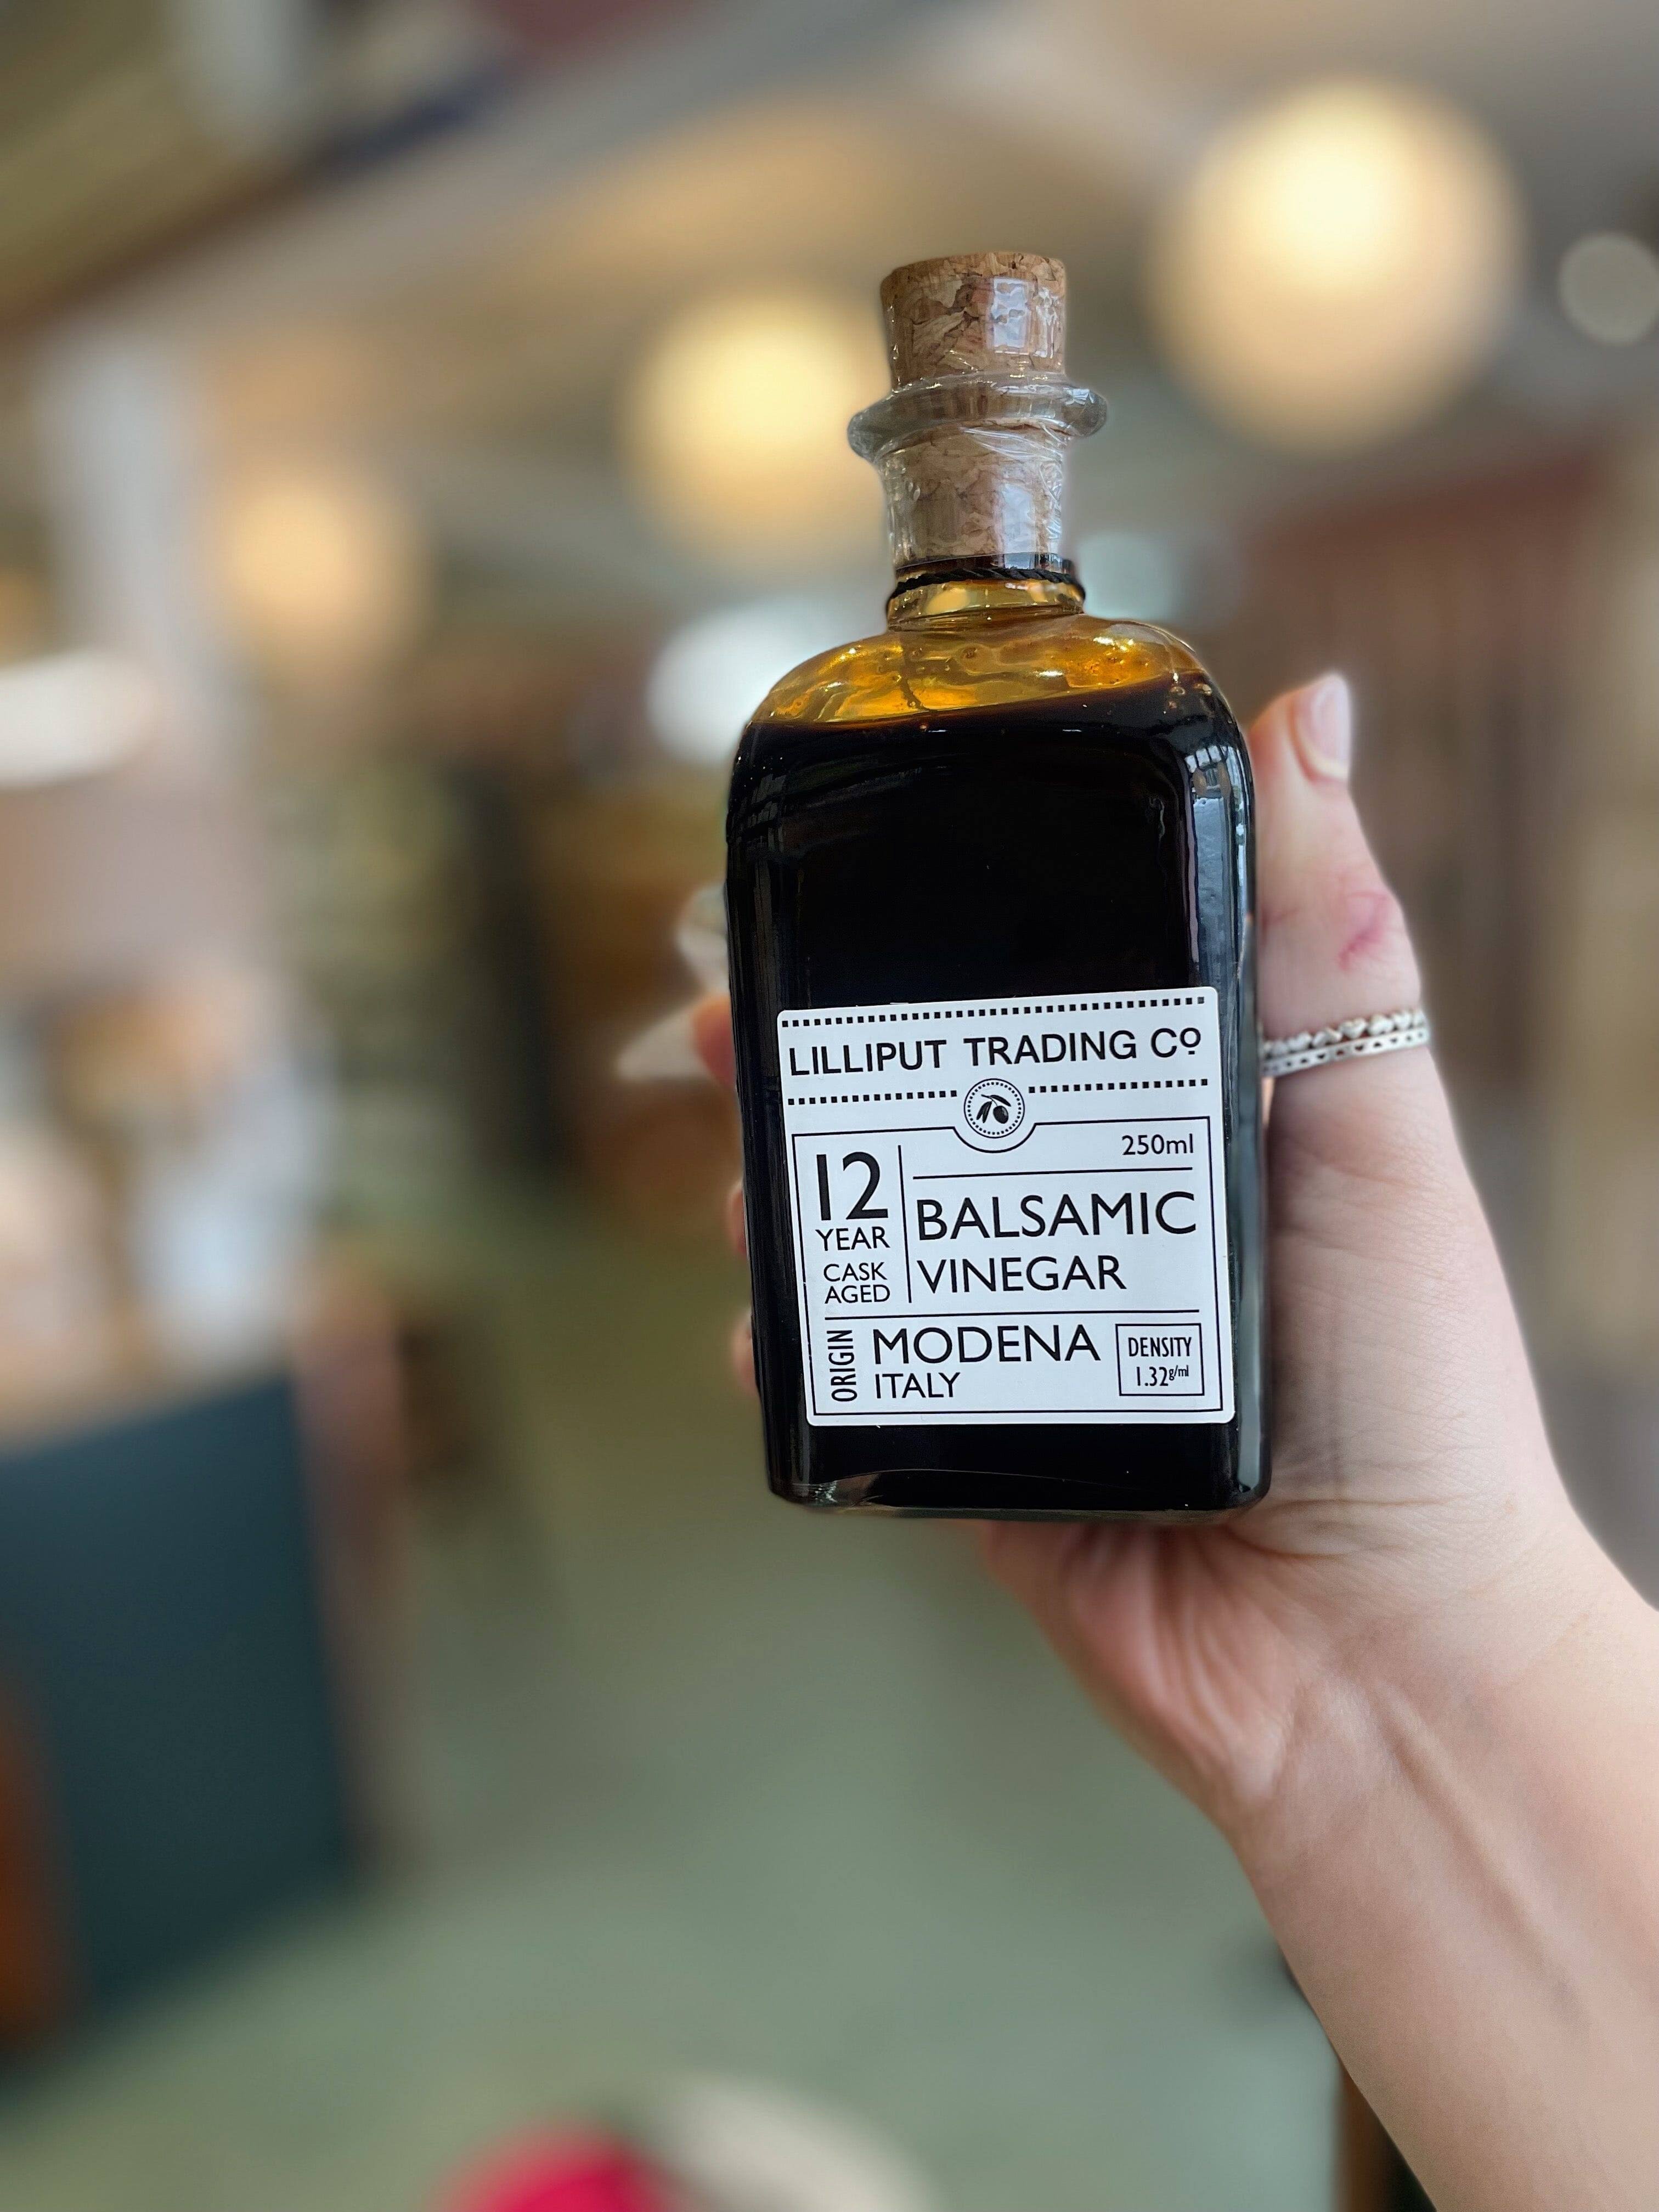 LILLIPUT TRADING Cº
250ml
12
YEAR
CASK
AGED
BALSAMIC
VINEGAR
ORIGIN
MODENA
ITALY
DENSITY
1.32g/ml